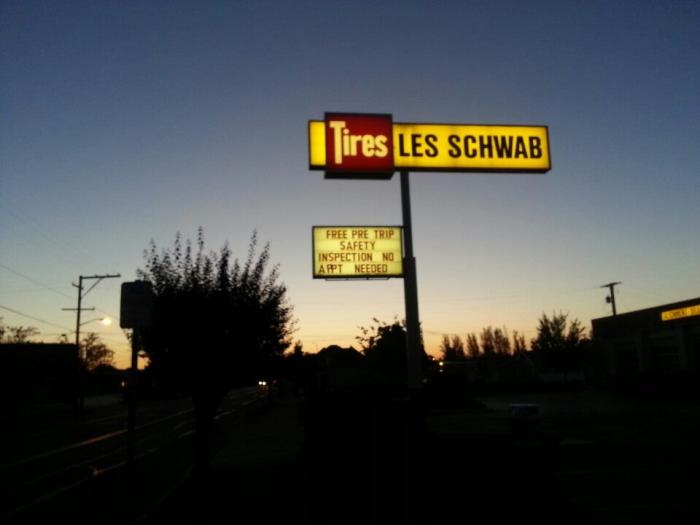 Tires LES SCHWAB
FREE PRE TRIP
SAFETY
INSPECTION NO
APPT NEEDED